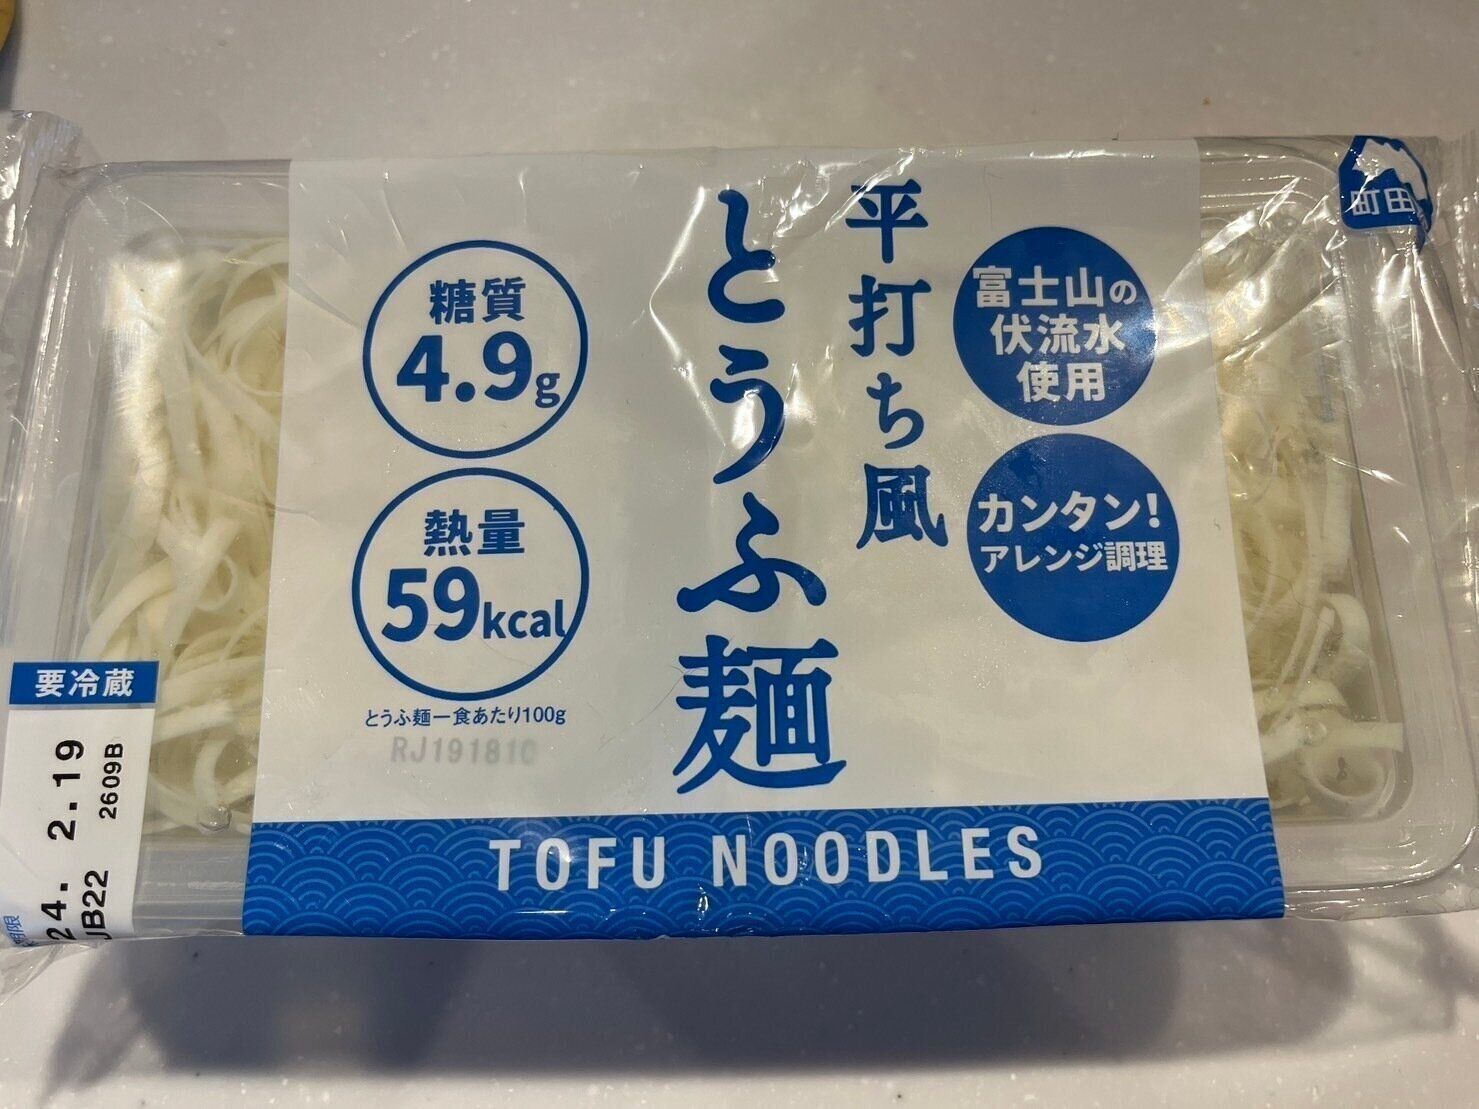 町田
富士山の
伏流水
使用
カンタン!
アレンジ調理
平打ち風
とうふ麺
糖質
4.9g
熱量
59kcal
とうふ麺一食あたり100g
RJ191810
TOFU NOODLES
要冷蔵
24. 2.19
JB22 2609B